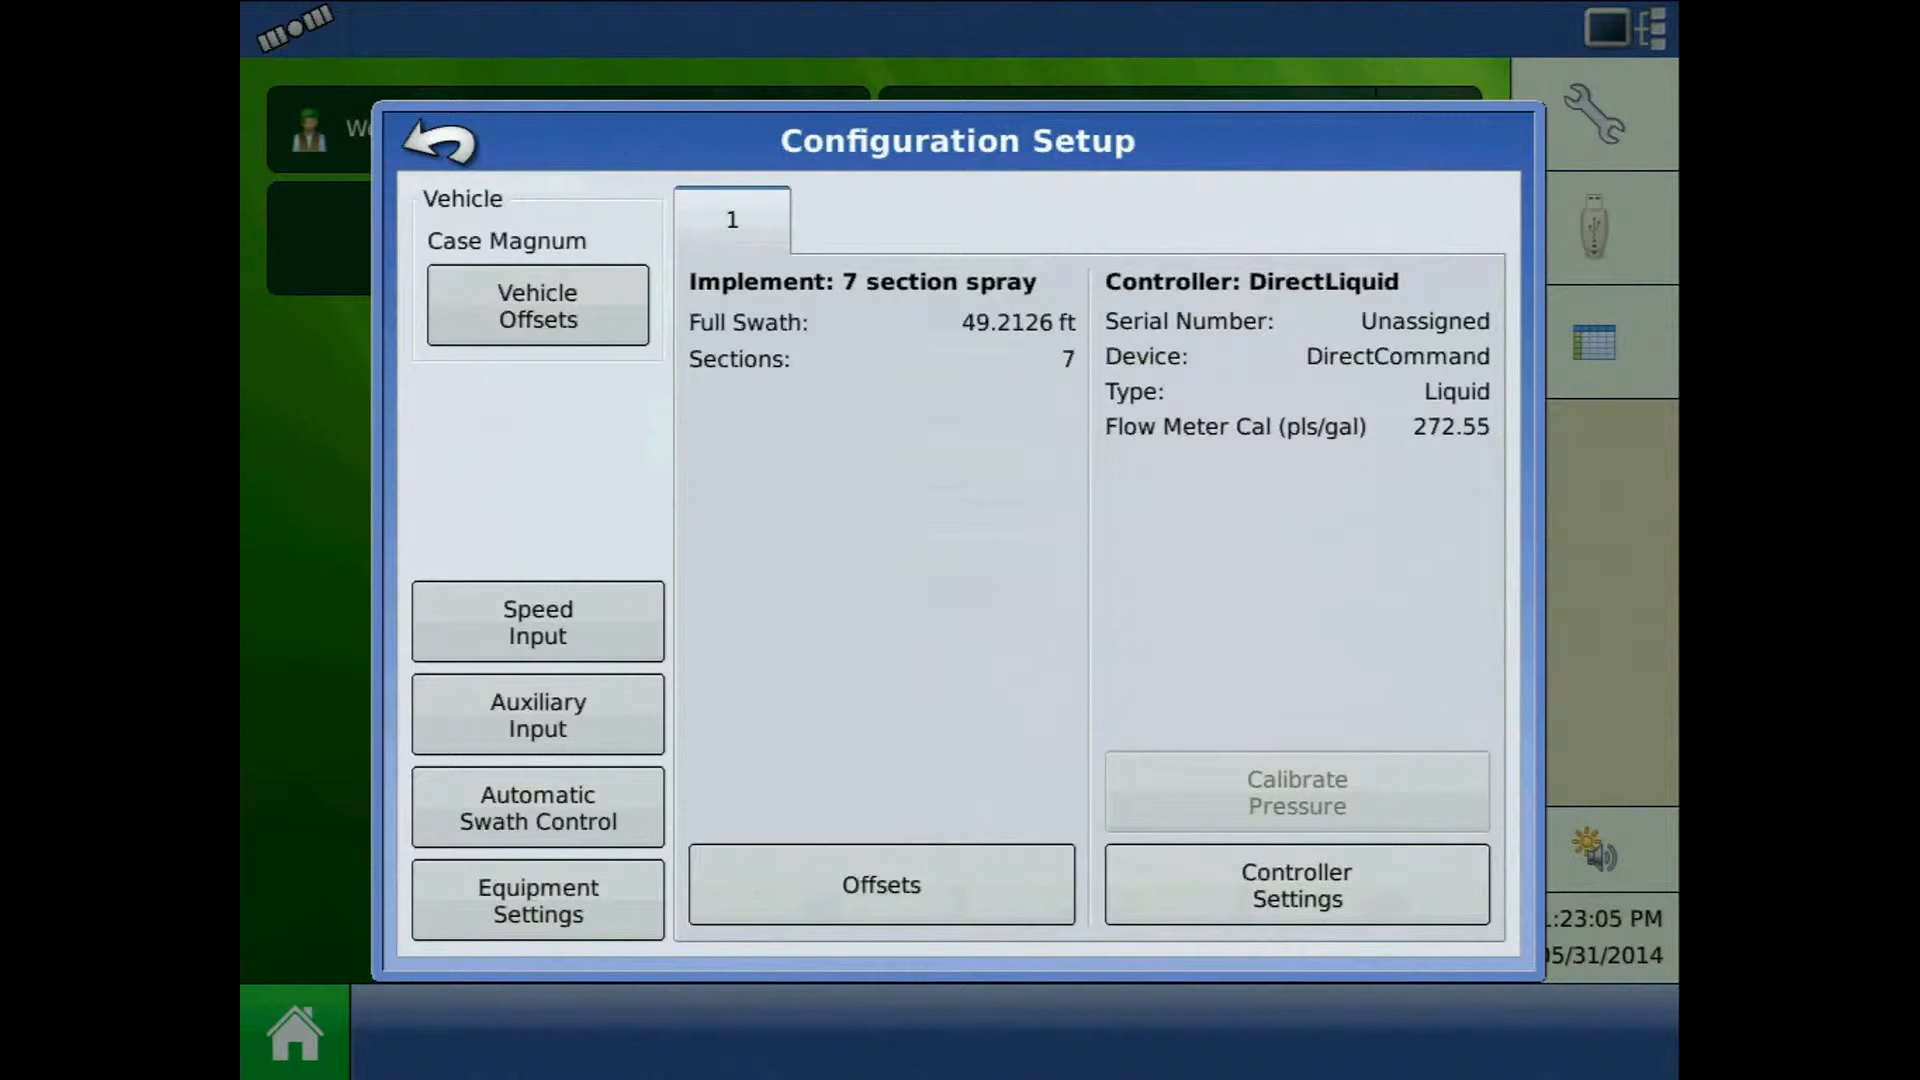 Configuration Setup
Vehicle
Case Magnum
Vehicle
Offsets
Speed
Input
Auxiliary
Input
Automatic
Swath Control
Equipment
Settings
1
Implement: 7 section spray
Full Swath: 49.2126 ft
Sections: 7
Offsets
Controller: DirectLiquid
Serial Number: Unassigned
Device: DirectCommand
Type: Liquid
Flow Meter Cal (pls/gal) 272.55
Calibrate
Pressure
Controller
Settings
:23:05 PM
05/31/2014